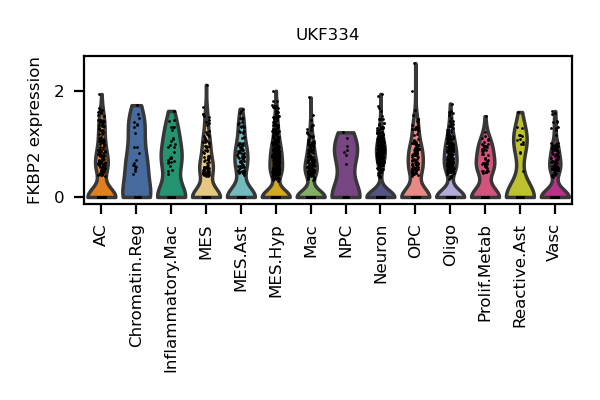 UKF334
FKBP2 expression
2
0
AC
Chromatin.Reg
Inflammatory.Mac
MES
MES.Ast
MES.Hyp
Mac
NPC
Neuron
OPC
Oligo
Prolif.Metab
Reactive.Ast
Vasc